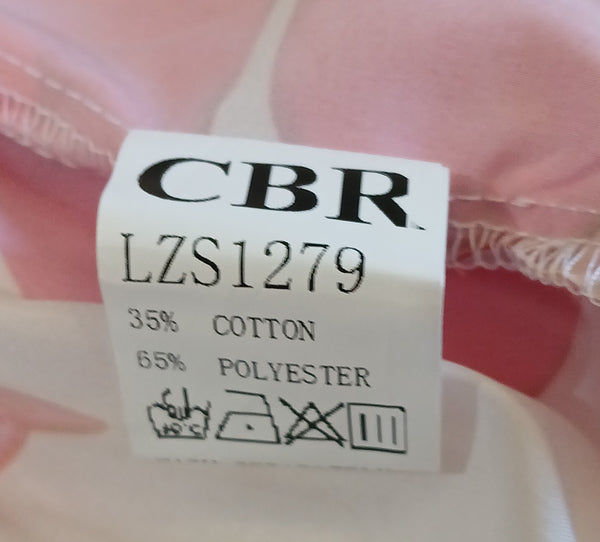 CBR
LZS1279
35% COTTON
65% POLYESTER